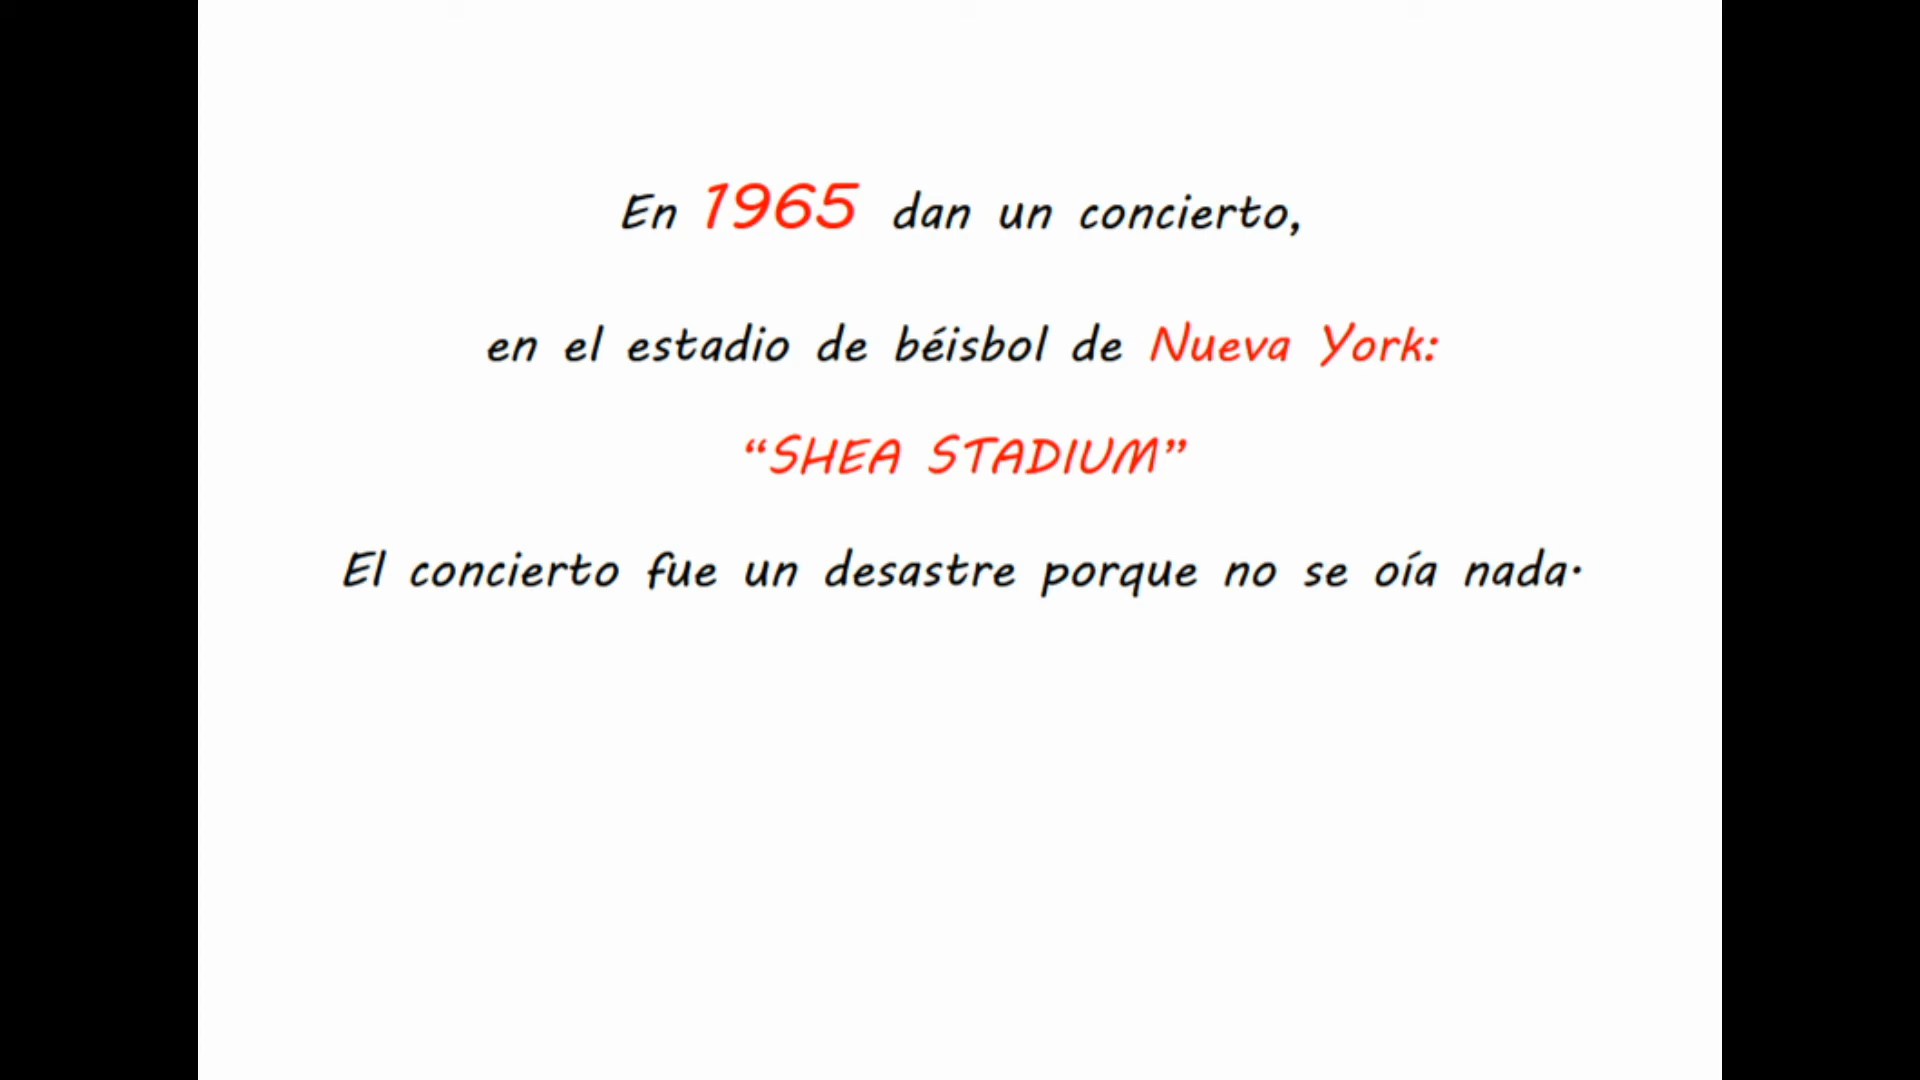 En 1965 dan un concierto,
en el estadio de béisbol de Nueva York:
“SHEA STADIUM”
El concierto fue un desastre porque no se oía nada.